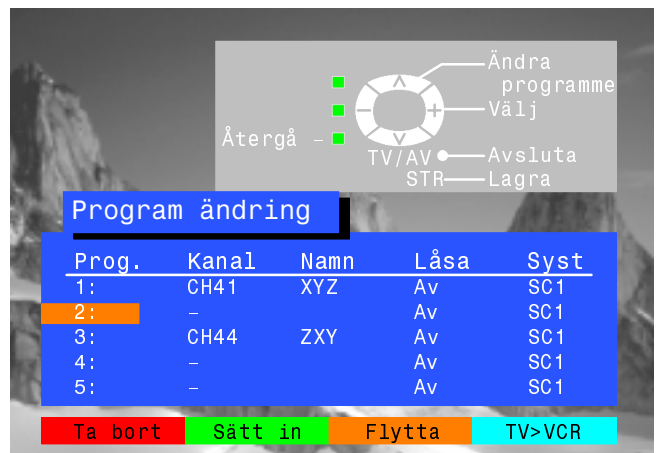 Ändra
programme
Välj
Återgå –
TV/AV Avsluta
STR Lagra
Program ändring
Prog. Kanal Namn Låsa Syst
1: CH41 XYZ Av SC1
2: – Av SC1
3: CH44 ZXY Av SC1
4: – Av SC1
5: – Av SC1
Ta bort Sätt in Flytta TV>VCR